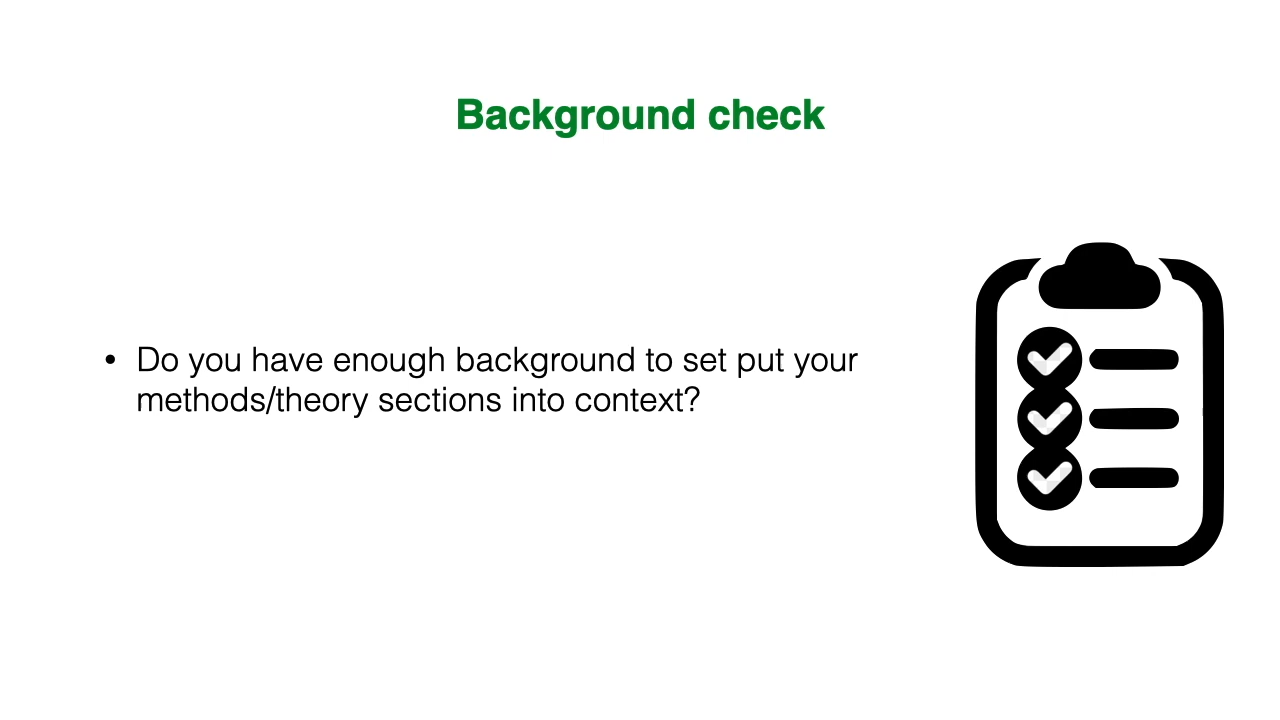 Background check
• Do you have enough background to set put your
methods/theory sections into context?